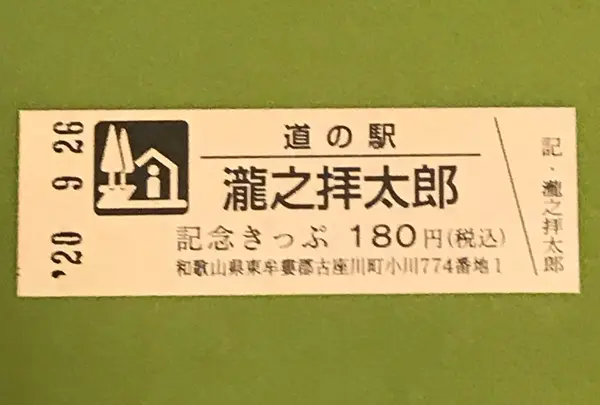 '20 9 26
道の駅
瀧之拝太郎
記念きっぷ 180円(税込)
和歌山県東牟婁郡古座川町小川774番地1
記・瀧之拝太郎